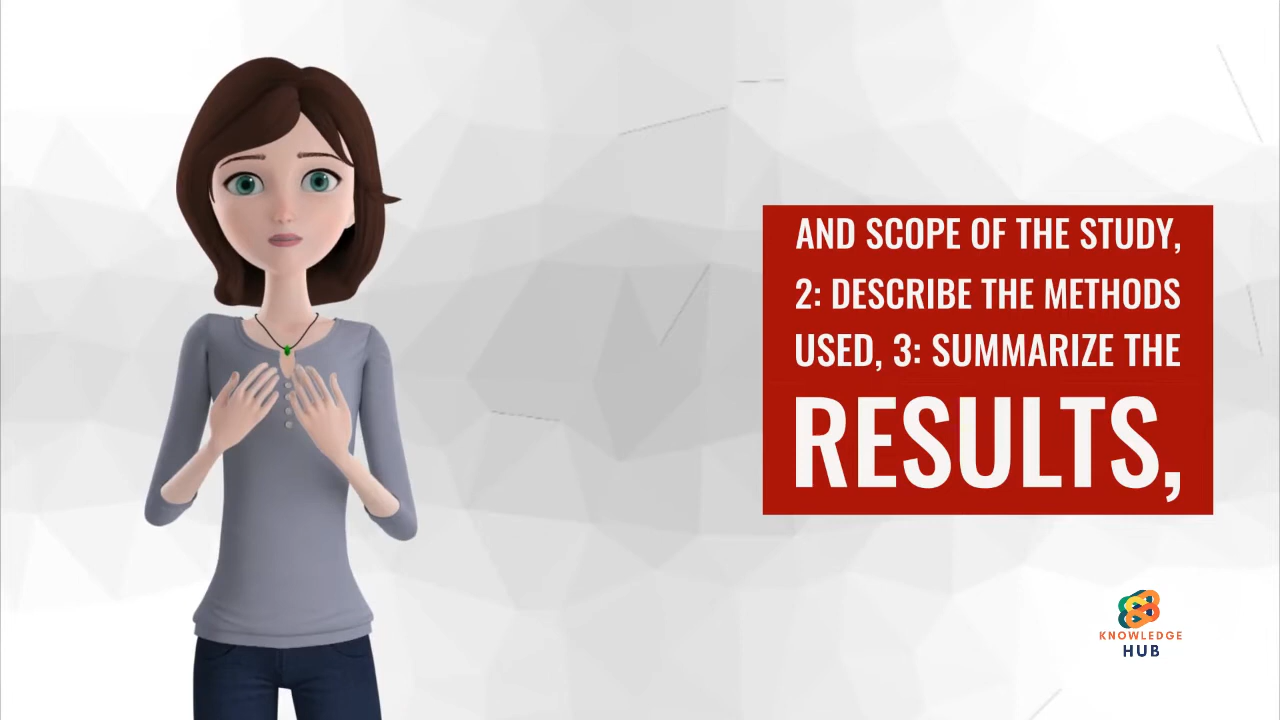 AND SCOPE OF THE STUDY,
2: DESCRIBE THE METHODS
USED, 3: SUMMARIZE THE
RESULTS,
KNOWLEDGE
HUB